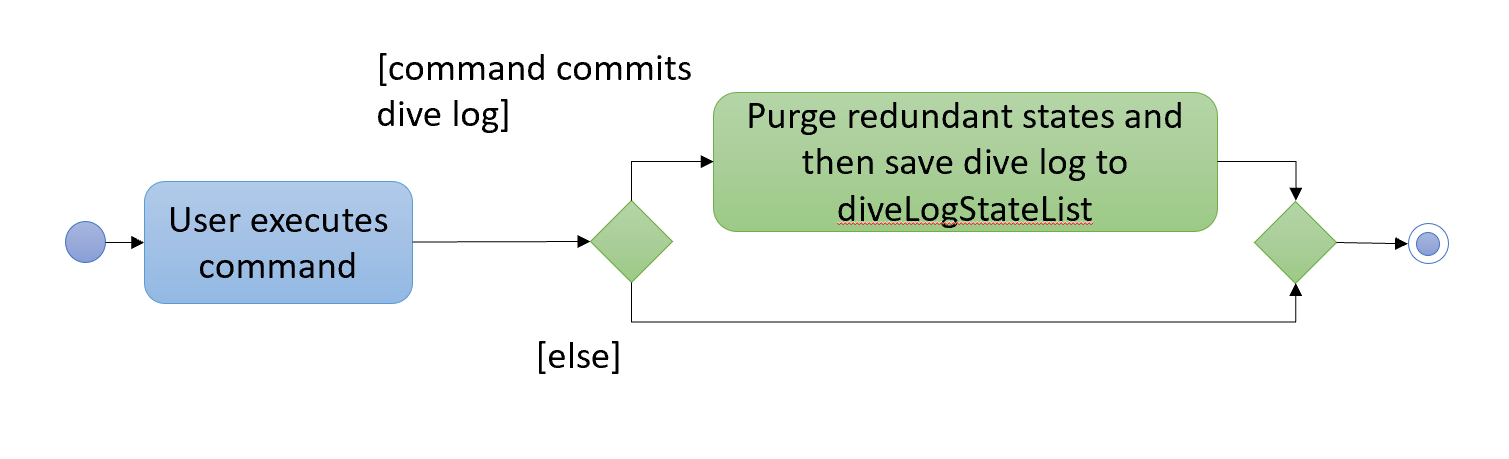 [command commits
dive log]
Purge redundant states and
then save dive log to
diveLogStateList
User executes
command
[else]